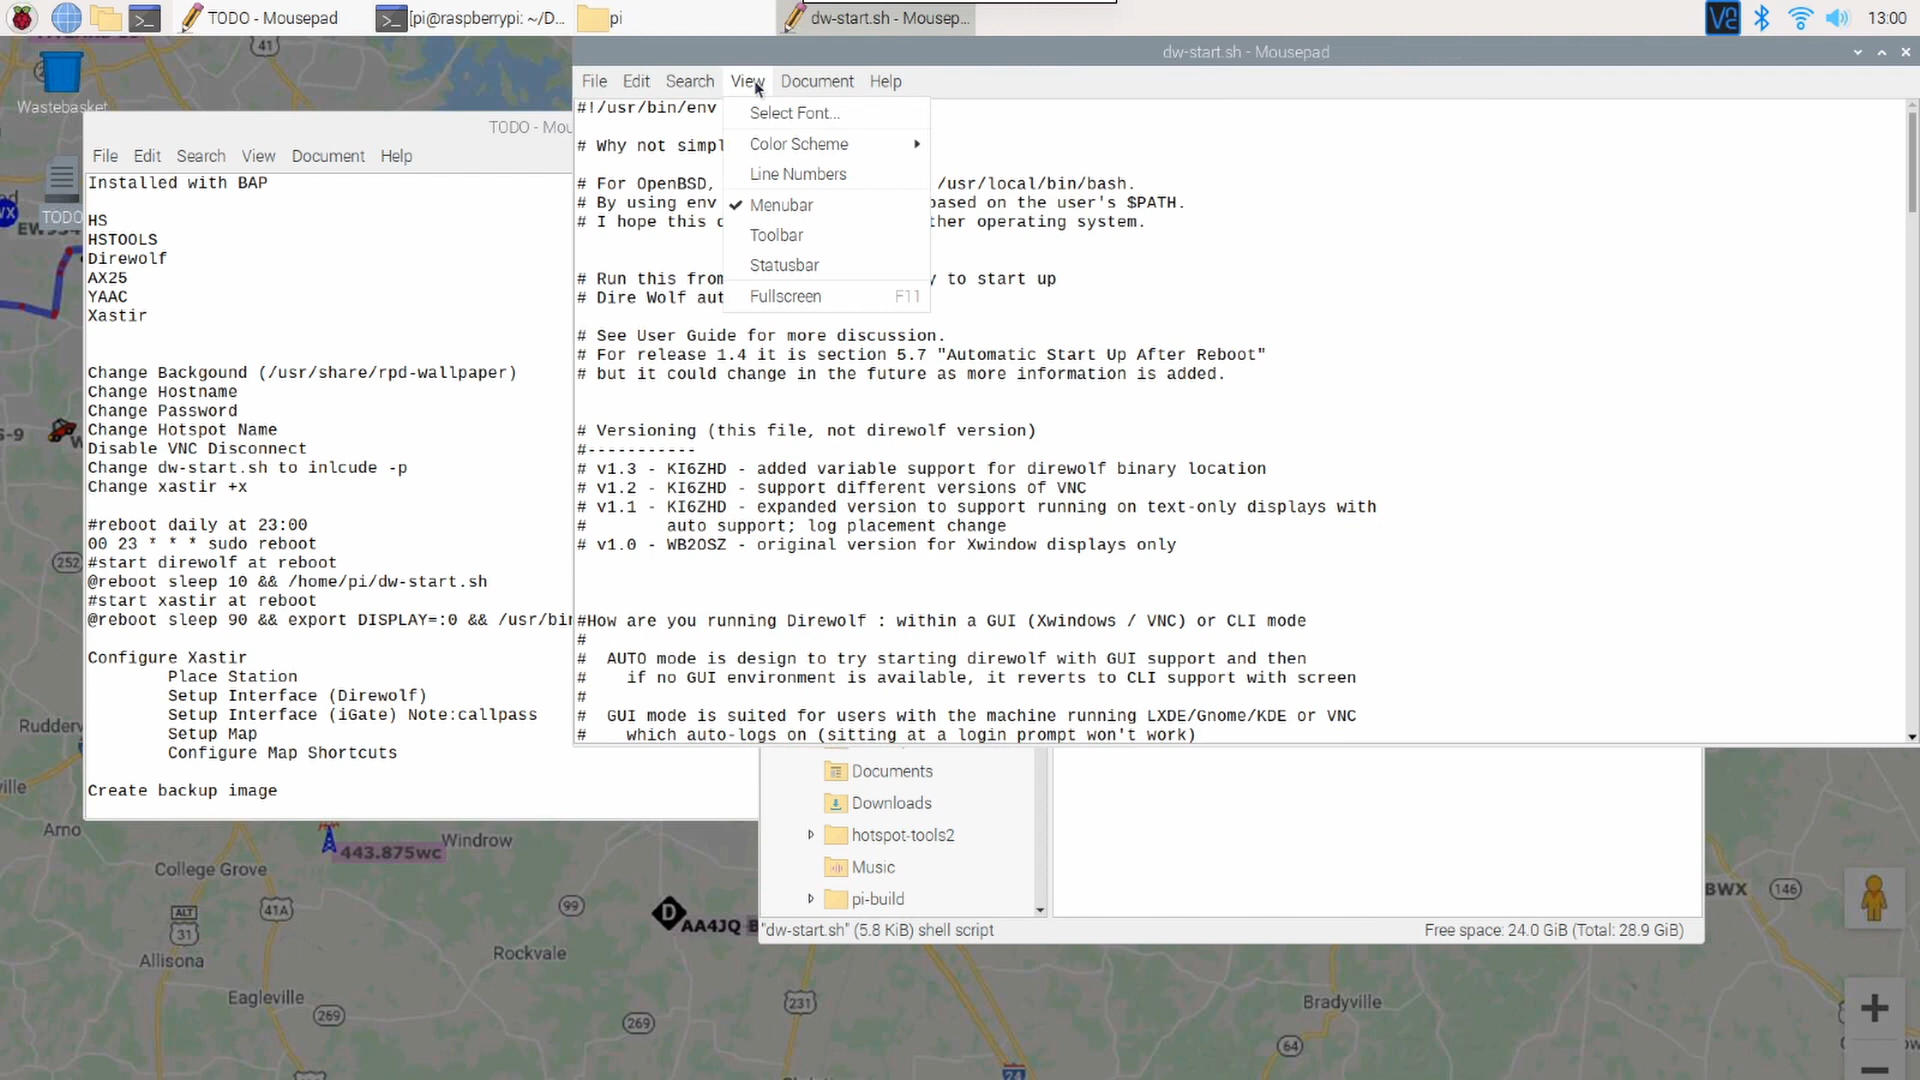 TODO - Mousepad
[pi@raspberrypi: ~/D...
pi
dw-start.sh - Mousep...
13:00
41
Wastebasket
TODO
S-9
252
dw-start.sh - Mousepad
File Edit Search View Document Help
Select Font...
Color Scheme
Line Numbers
Menubar
Toolbar
Statusbar
Fullscreen F11
#!/usr/bin/env
# Why not simpl
# For OpenBSD, /usr/local/bin/bash.
# By using env based on the user's $PATH.
# I hope this ther operating system.
# Run this from y to start up
# Dire Wolf aut
# See User Guide for more discussion.
# For release 1.4 it is section 5.7 "Automatic Start Up After Reboot"
# but it could change in the future as more information is added.
# Versioning (this file, not direwolf version)
#-----------
# v1.3 - KI6ZHD - added variable support for direwolf binary location
# v1.2 - KI6ZHD - support different versions of VNC
# v1.1 - KI6ZHD - expanded version to support running on text-only displays with
# auto support; log placement change
# v1.0 - WB2OSZ - original version for Xwindow displays only
#How are you running Direwolf : within a GUI (Xwindows / VNC) or CLI mode
#
# AUTO mode is design to try starting direwolf with GUI support and then
# if no GUI environment is available, it reverts to CLI support with screen
#
# GUI mode is suited for users with the machine running LXDE/Gnome/KDE or VNC
# which auto-logs on (sitting at a login prompt won't work)
TODO - Mou
File Edit Search View Document Help
Installed with BAP
HS
HSTOOLS
Direwolf
AX25
YAAC
Xastir
Change Backgound (/usr/share/rpd-wallpaper)
Change Hostname
Change Password
Change Hotspot Name
Disable VNC Disconnect
Change dw-start.sh to inlcude -p
Change xastir +x
#reboot daily at 23:00
00 23 * * * sudo reboot
#start direwolf at reboot
@reboot sleep 10 && /home/pi/dw-start.sh
#start xastir at reboot
@reboot sleep 90 && export DISPLAY=:0 && /usr/bin
Configure Xastir
Place Station
Setup Interface (Direwolf)
Setup Interface (iGate) Note:callpass
Setup Map
Configure Map Shortcuts
Create backup image
Documents
Downloads
hotspot-tools2
Music
pi-build
"dw-start.sh" (5.8 KiB) shell script
Free space: 24.0 GiB (Total: 28.9 GiB)
Rudder
ville
Arno
443.875wc
Windrow
College Grove
ALT
31
41A
99
D
AA4JQ B
Allisona
Rockvale
Eagleville
269
269
231
24
64
Bradyville
BWX
146